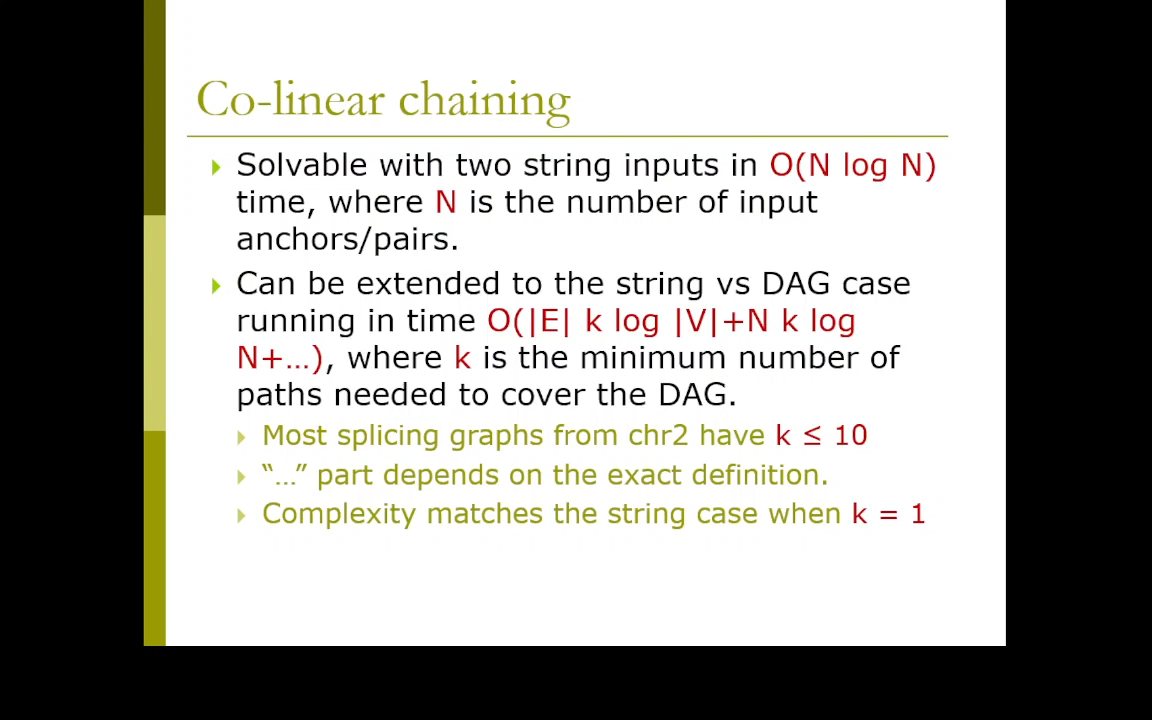 Co-linear chaining
Solvable with two string inputs in O(N log N)
time, where N is the number of input
anchors/pairs.
Can be extended to the string vs DAG case
running in time O(|E| k log |V|+N k log
N+…), where k is the minimum number of
paths needed to cover the DAG.
Most splicing graphs from chr2 have k ≤ 10
“…” part depends on the exact definition.
Complexity matches the string case when k = 1